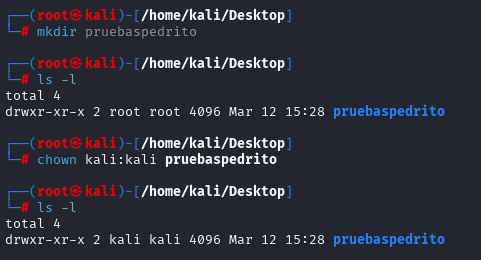 ┌──(root㉿kali)-[/home/kali/Desktop]
└─# mkdir pruebaspedrito
┌──(root㉿kali)-[/home/kali/Desktop]
└─# ls -l
total 4
drwxr-xr-x 2 root root 4096 Mar 12 15:28 pruebaspedrito
┌──(root㉿kali)-[/home/kali/Desktop]
└─# chown kali:kali pruebaspedrito
┌──(root㉿kali)-[/home/kali/Desktop]
└─# ls -l
total 4
drwxr-xr-x 2 kali kali 4096 Mar 12 15:28 pruebaspedrito